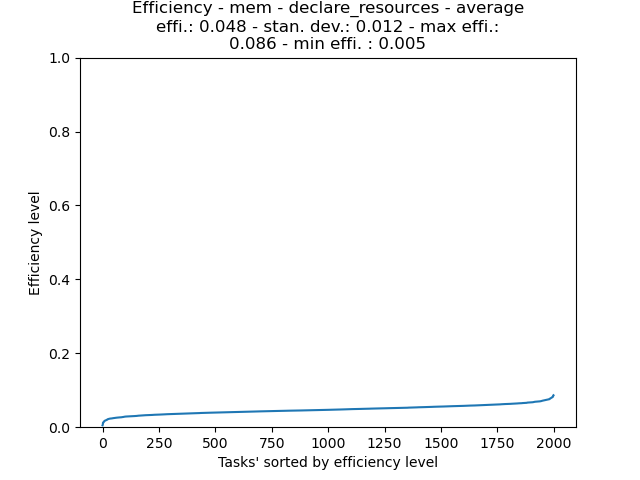 Efficiency - mem - declare_resources - average
effi.: 0.048 - stan. dev.: 0.012 - max effi.:
0.086 - min effi. : 0.005
1.0
0.8
0.6
0.4
0.2
0.0
Efficiency level
0 250 500 750 1000 1250 1500 1750 2000
Tasks' sorted by efficiency level